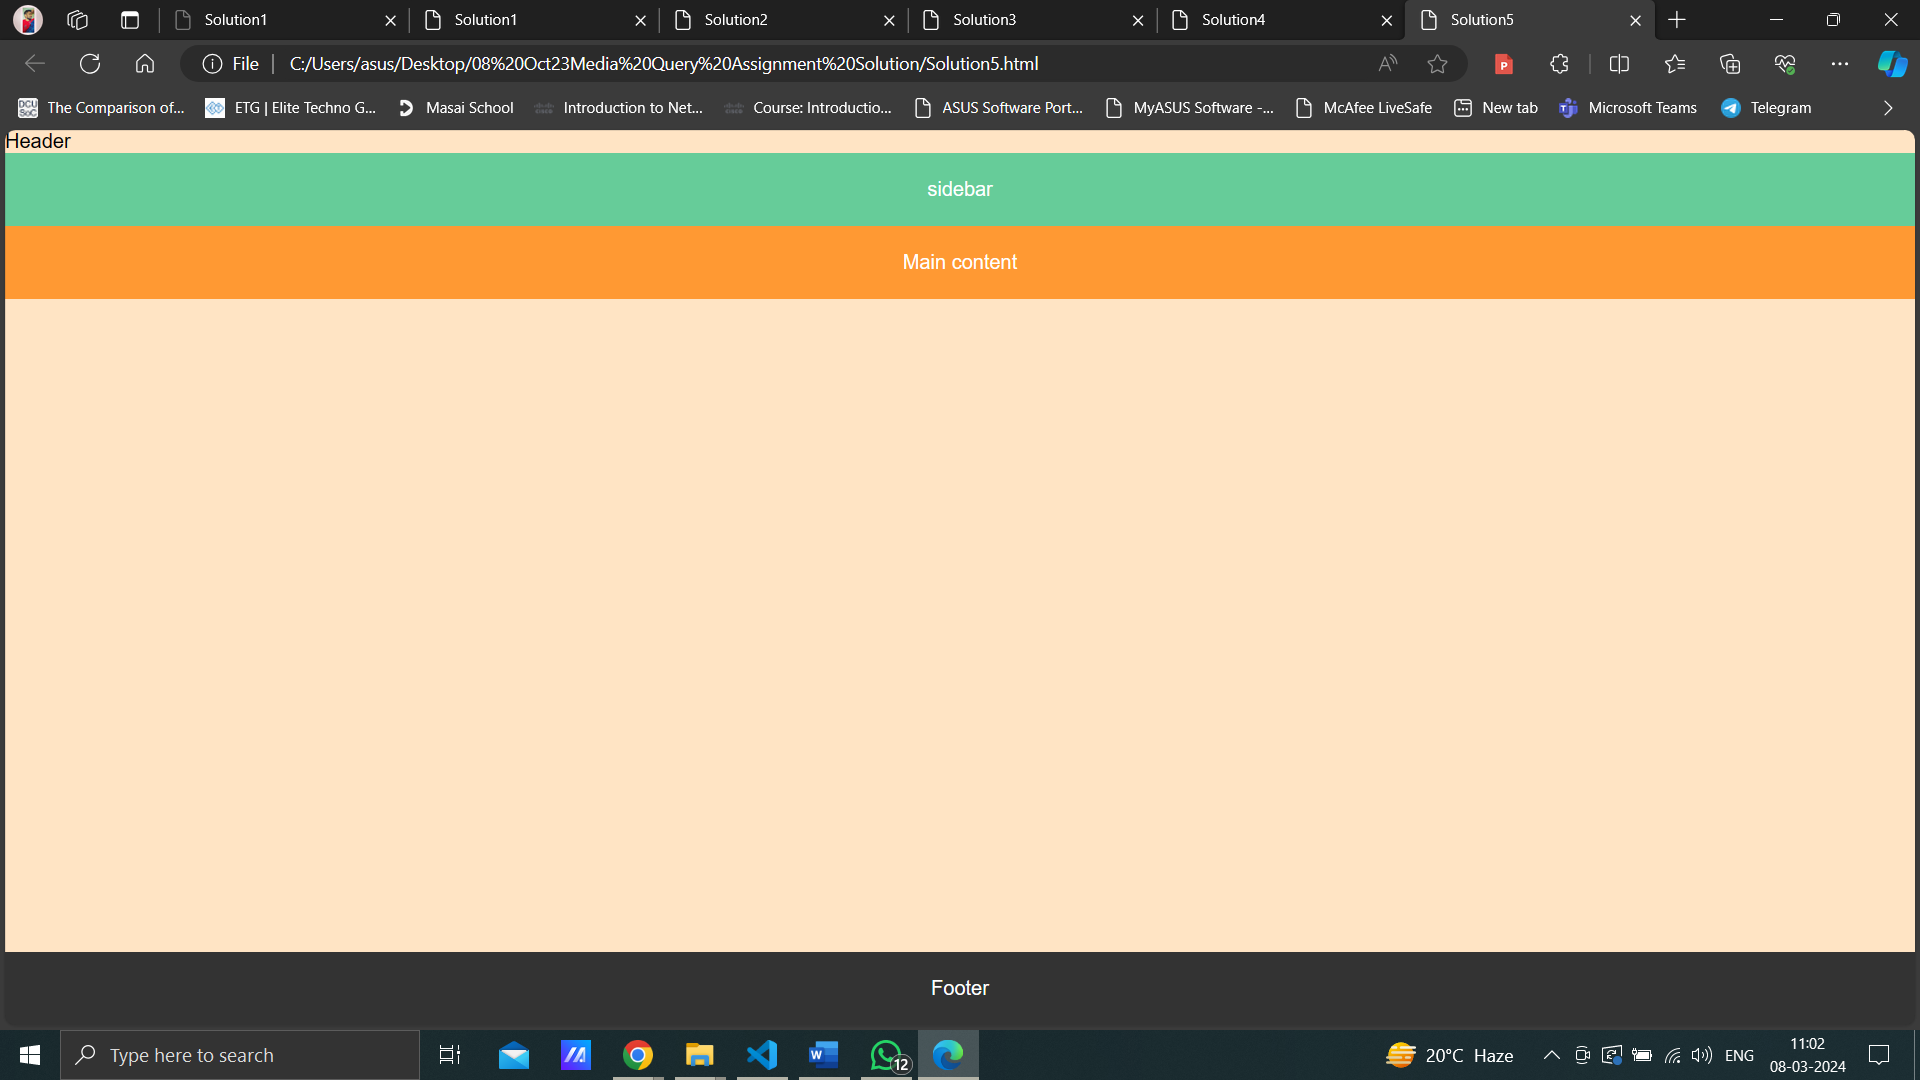 Solution1
Solution1
Solution2
Solution3
Solution4
Solution5
File
C:/Users/asus/Desktop/08%20Oct23Media%20Query%20Assignment%20Solution/Solution5.html
DCU SoC
The Comparison of...
ETG | Elite Techno G...
Masai School
Introduction to Net...
Course: Introductio...
ASUS Software Port...
MyASUS Software -...
McAfee LiveSafe
New tab
Microsoft Teams
Telegram
Header
sidebar
Main content
Footer
Type here to search
12
20°C Haze
ENG
11:02
08-03-2024